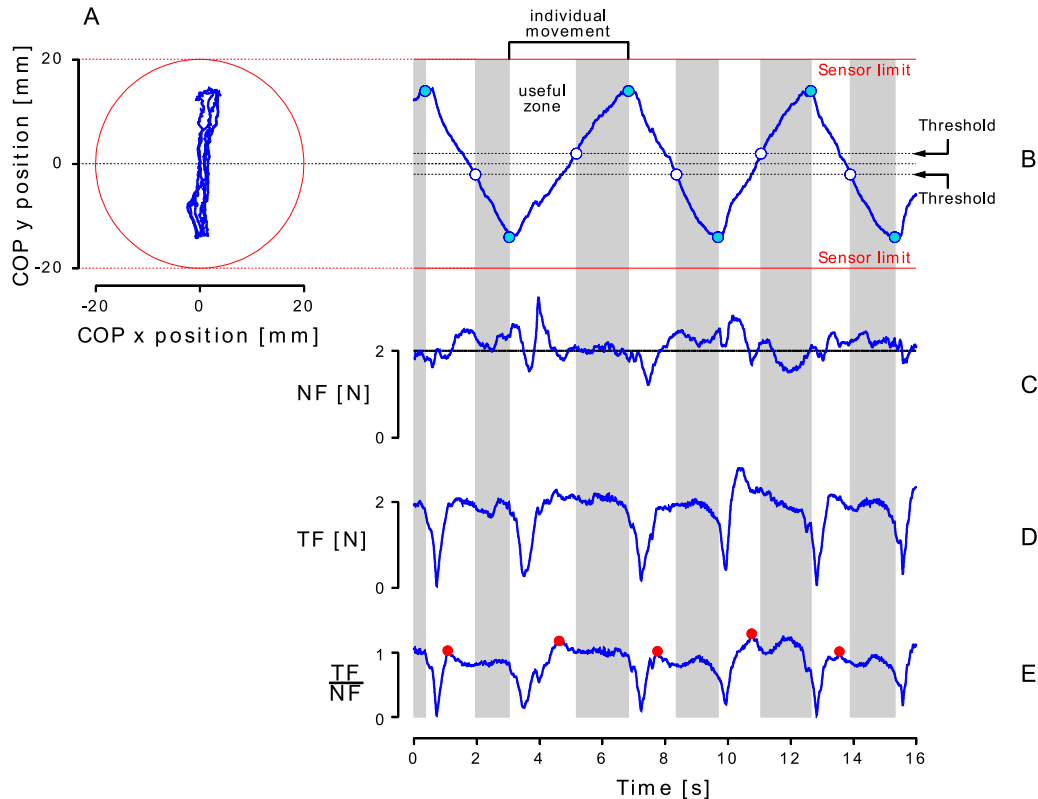 A
individual
movement
COP y position [mm]
20
0
-20
-20
0
20
COP x position [mm]
useful
zone
Sensor limit
Threshold
Threshold
Sensor limit
B
NF [N]
2
0
C
TF [N]
2
0
D
TF
NF
1
0
E
0
2
4
6
8
10
12
14
16
Time [s]